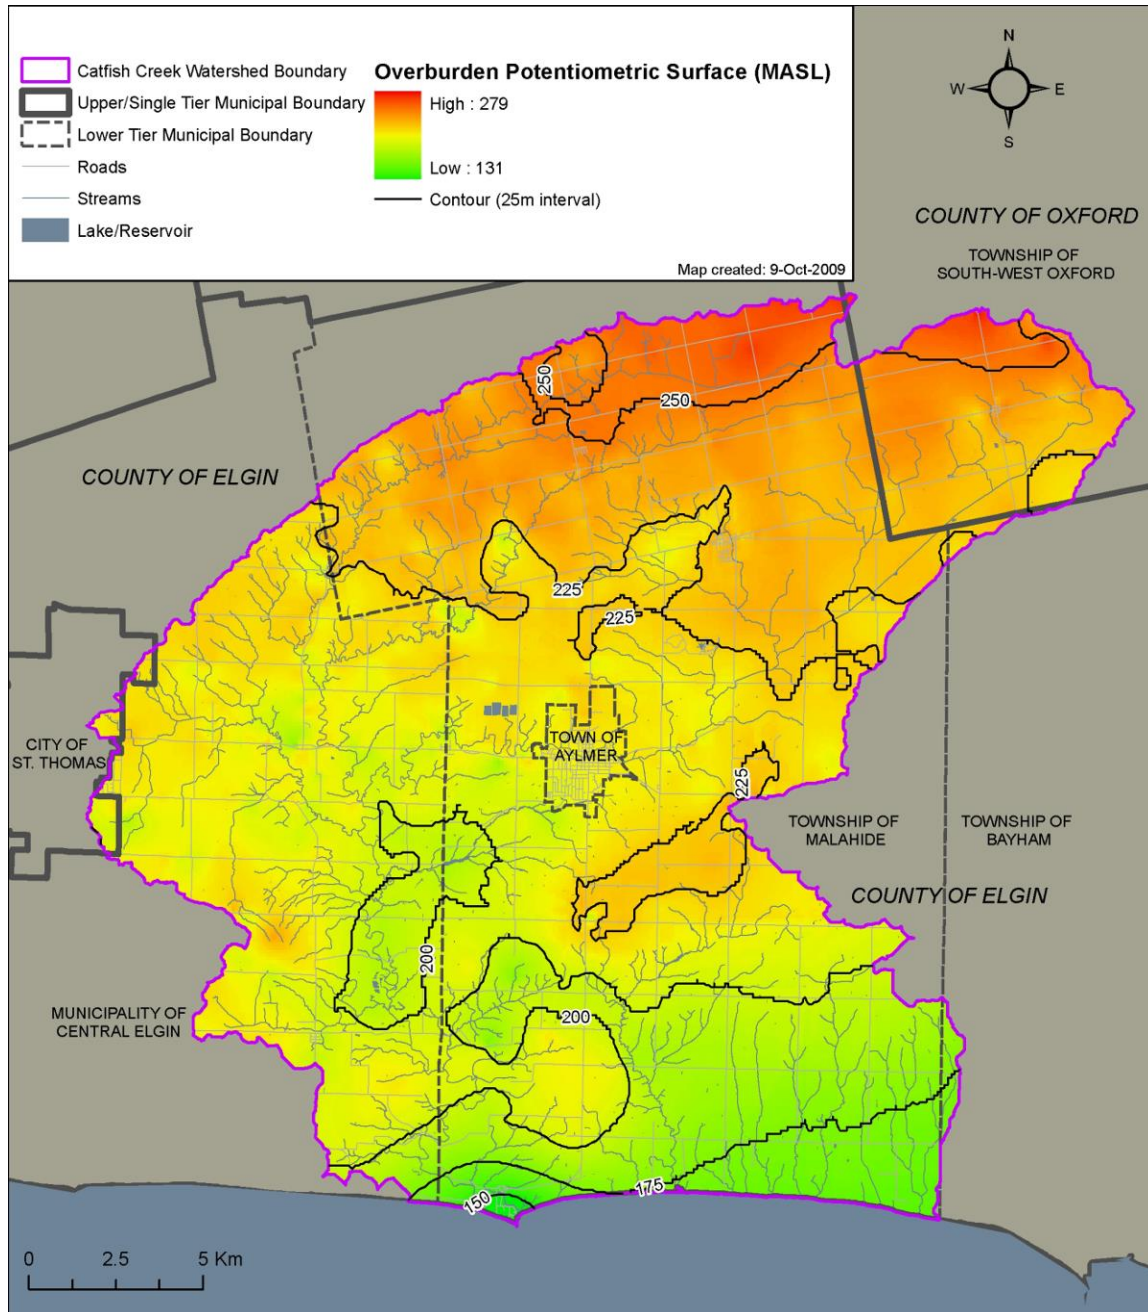 Catfish Creek Watershed Boundary
Upper/Single Tier Municipal Boundary
Lower Tier Municipal Boundary
Roads
Streams
Lake/Reservoir
Overburden Potentiometric Surface (MASL)
High : 279
Low : 131
Contour (25m interval)
Map created: 9-Oct-2009
N
W
E
S
COUNTY OF OXFORD
TOWNSHIP OF
SOUTH-WEST OXFORD
250
250
COUNTY OF ELGIN
225
225
CITY OF
ST. THOMAS
TOWN OF
AYLMER
225
TOWNSHIP OF
MALAHIDE
TOWNSHIP OF
BAYHAM
COUNTY OF ELGIN
200
MUNICIPALITY OF
CENTRAL ELGIN
200
150
175
0
2.5
5 Km